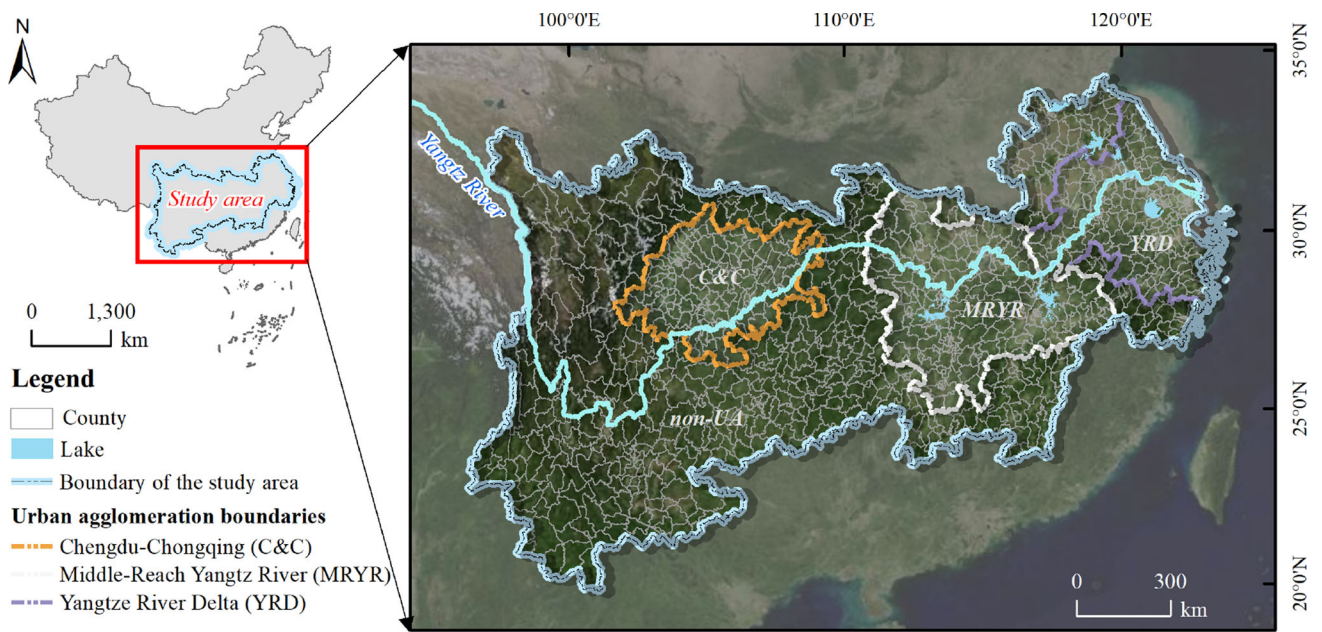 N
Study area
0 1,300
km
Legend
County
Lake
Boundary of the study area
Urban agglomeration boundaries
Chengdu-Chongqing (C&C)
Middle-Reach Yangtz River (MRYR)
Yangtze River Delta (YRD)
100°0'E 110°0'E 120°0'E
35°0'N
30°0'N
25°0'N
20°0'N
Yangtz River
C&C
MRYR
YRD
non-UA
0 300
km